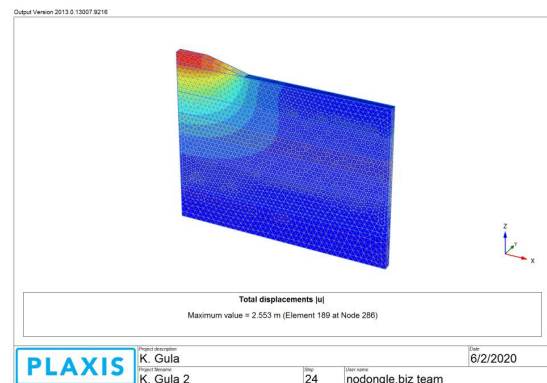 Output Version 2013.0.13007.8216
Z
Y
X
Total displacements |u|
Maximum value = 2.553 m (Element 189 at Node 286)
PLAXIS
Project description
K. Gula
Date
6/2/2020
Project filename
K. Gula 2
Step
24
User name
nodongle.biz team